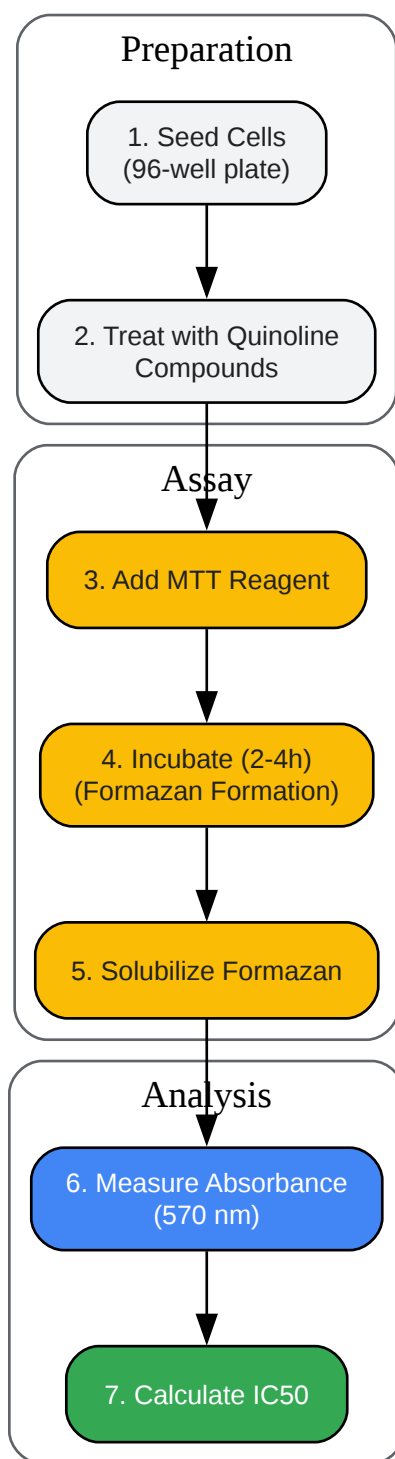 Preparation
1. Seed Cells
(96-well plate)
2. Treat with Quinoline
Compounds
Assay
3. Add MTT Reagent
4. Incubate (2-4h)
(Formazan Formation)
5. Solubilize Formazan
Analysis
6. Measure Absorbance
(570 nm)
7. Calculate IC50